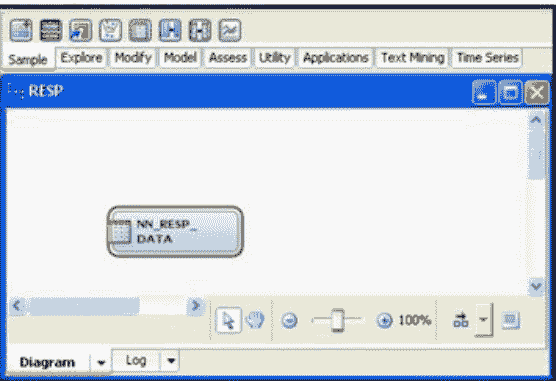 Sample Explore Modify Model Assess Utility Applications Text Mining Time Series
RESP
NN_RESP_
DATA
100%
Diagram Log